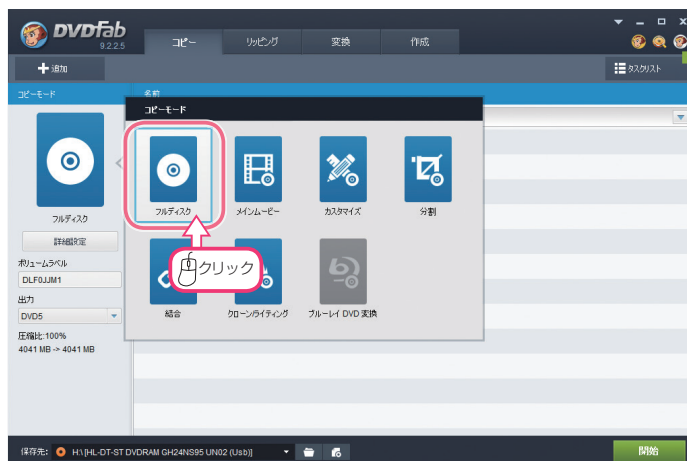 DVDFab
9.2.2.5
コピー
リッピング
変換
作成
追加
タスクリスト
コピーモード
名前
コピーモード
フルディスク
メインムービー
カスタマイズ
分割
クリック
結合
クローン/ライティング
ブルーレイ DVD 変換
フルディスク
詳細設定
ボリュームラベル
DLF0JJM1
出力
DVD5
圧縮比:100%
4041 MB -> 4041 MB
保存先:
H:\ [HL-DT-ST DVDRAM GH24NS95 UN02 (Usb)]
開始